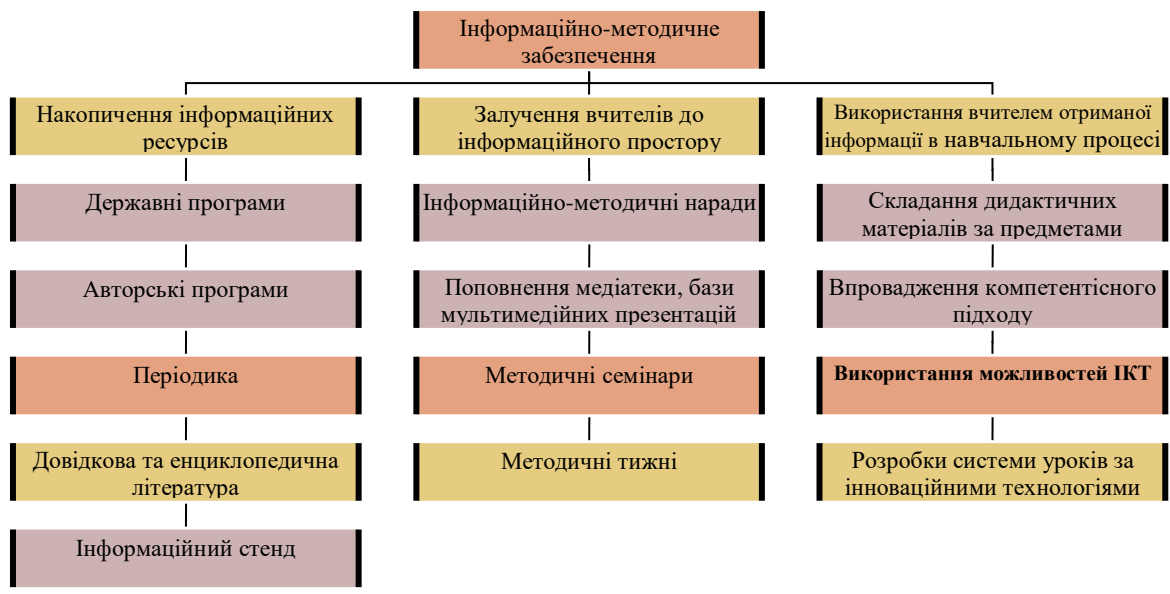 Інформаційно-методичне
забезпечення
Накопичення інформаційних
ресурсів
Державні програми
Авторські програми
Періодика
Довідкова та енциклопедична
література
Інформаційний стенд
Залучення вчителів до
інформаційного простору
Інформаційно-методичні наради
Поповнення медіатеки, бази
мультимедійних презентацій
Методичні семінари
Методичні тижні
Використання вчителем отриманої
інформації в навчальному процесі
Складання дидактичних
матеріалів за предметами
Впровадження компетентісного
підходу
Використання можливостей ІКТ
Розробки системи уроків за
інноваційними технологіями